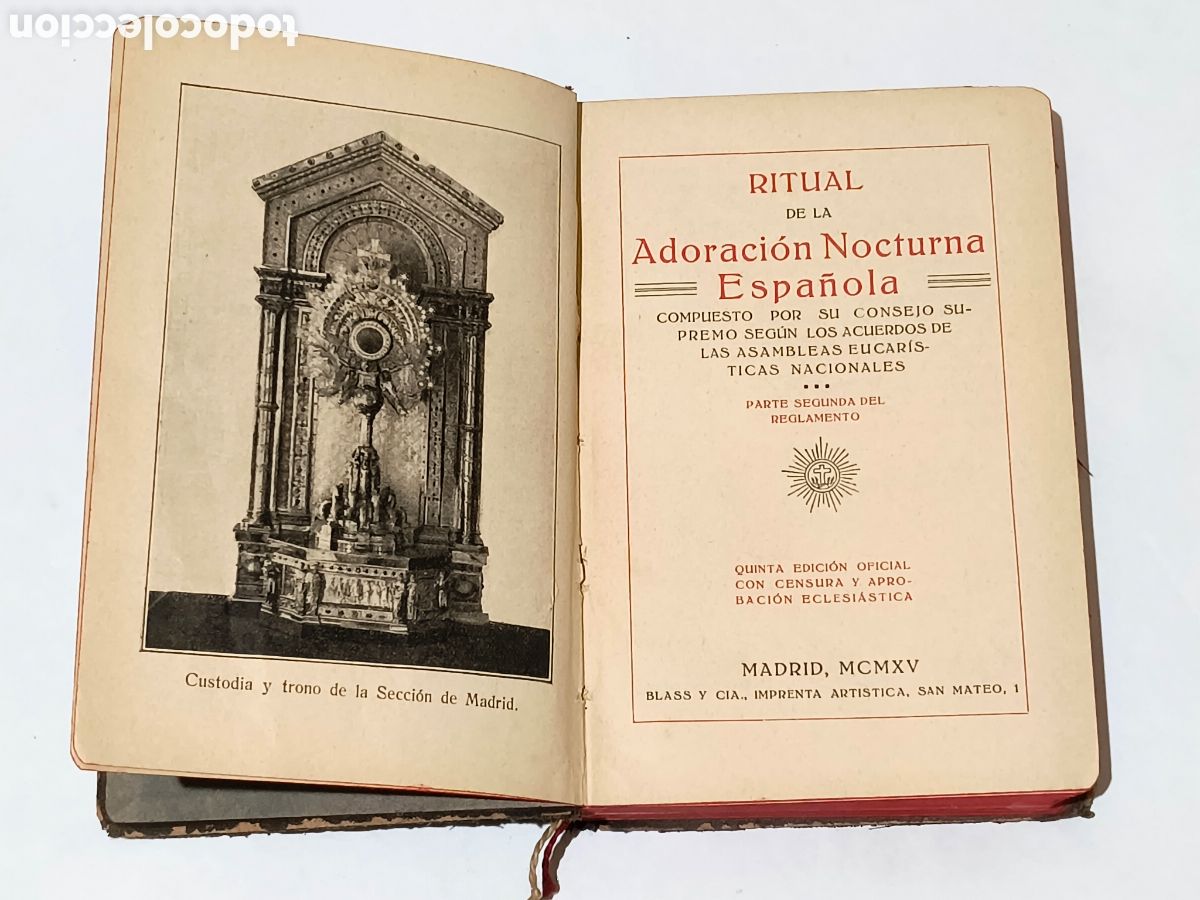 todocoleccion
Custodia y trono de la Sección de Madrid.
RITUAL
DE LA
Adoración Nocturna
Española
COMPUESTO POR SU CONSEJO SU-
PREMO SEGÚN LOS ACUERDOS DE
LAS ASAMBLEAS EUCARÍS-
TICAS NACIONALES
PARTE SEGUNDA DEL
REGLAMENTO
QUINTA EDICIÓN OFICIAL
CON CENSURA Y APRO-
BACIÓN ECLESIÁSTICA
MADRID, MCMXV
BLASS Y CIA., IMPRENTA ARTISTICA, SAN MATEO, 1